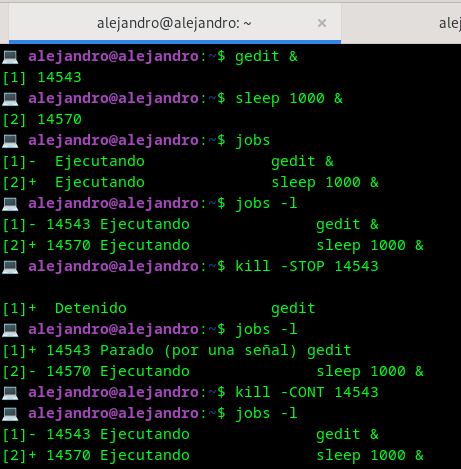 alejandro@alejandro: ~ × alej
alejandro@alejandro:~$ gedit &
[1] 14543
alejandro@alejandro:~$ sleep 1000 &
[2] 14570
alejandro@alejandro:~$ jobs
[1]-  Ejecutando              gedit &
[2]+  Ejecutando              sleep 1000 &
alejandro@alejandro:~$ jobs -l
[1]- 14543 Ejecutando              gedit &
[2]+ 14570 Ejecutando              sleep 1000 &
alejandro@alejandro:~$ kill -STOP 14543
[1]+  Detenido              gedit
alejandro@alejandro:~$ jobs -l
[1]+ 14543 Parado (por una señal) gedit
[2]- 14570 Ejecutando              sleep 1000 &
alejandro@alejandro:~$ kill -CONT 14543
alejandro@alejandro:~$ jobs -l
[1]- 14543 Ejecutando              gedit &
[2]+ 14570 Ejecutando              sleep 1000 &